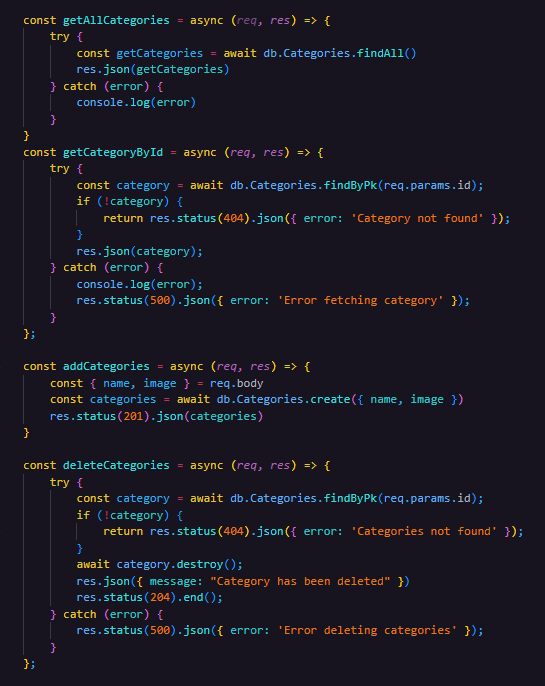 const getAllCategories = async (req, res) => {
    try {
        const getCategories = await db.Categories.findAll()
        res.json(getCategories)
    } catch (error) {
        console.log(error)
    }
}
const getCategoryById = async (req, res) => {
    try {
        const category = await db.Categories.findByPk(req.params.id);
        if (!category) {
            return res.status(404).json({ error: 'Category not found' });
        }
        res.json(category);
    } catch (error) {
        console.log(error);
        res.status(500).json({ error: 'Error fetching category' });
    }
};

const addCategories = async (req, res) => {
    const { name, image } = req.body
    const categories = await db.Categories.create({ name, image })
    res.status(201).json(categories)
}

const deleteCategories = async (req, res) => {
    try {
        const category = await db.Categories.findByPk(req.params.id);
        if (!category) {
            return res.status(404).json({ error: 'Categories not found' });
        }
        await category.destroy();
        res.json({ message: "Category has been deleted" })
        res.status(204).end();
    } catch (error) {
        res.status(500).json({ error: 'Error deleting categories' });
    }
};